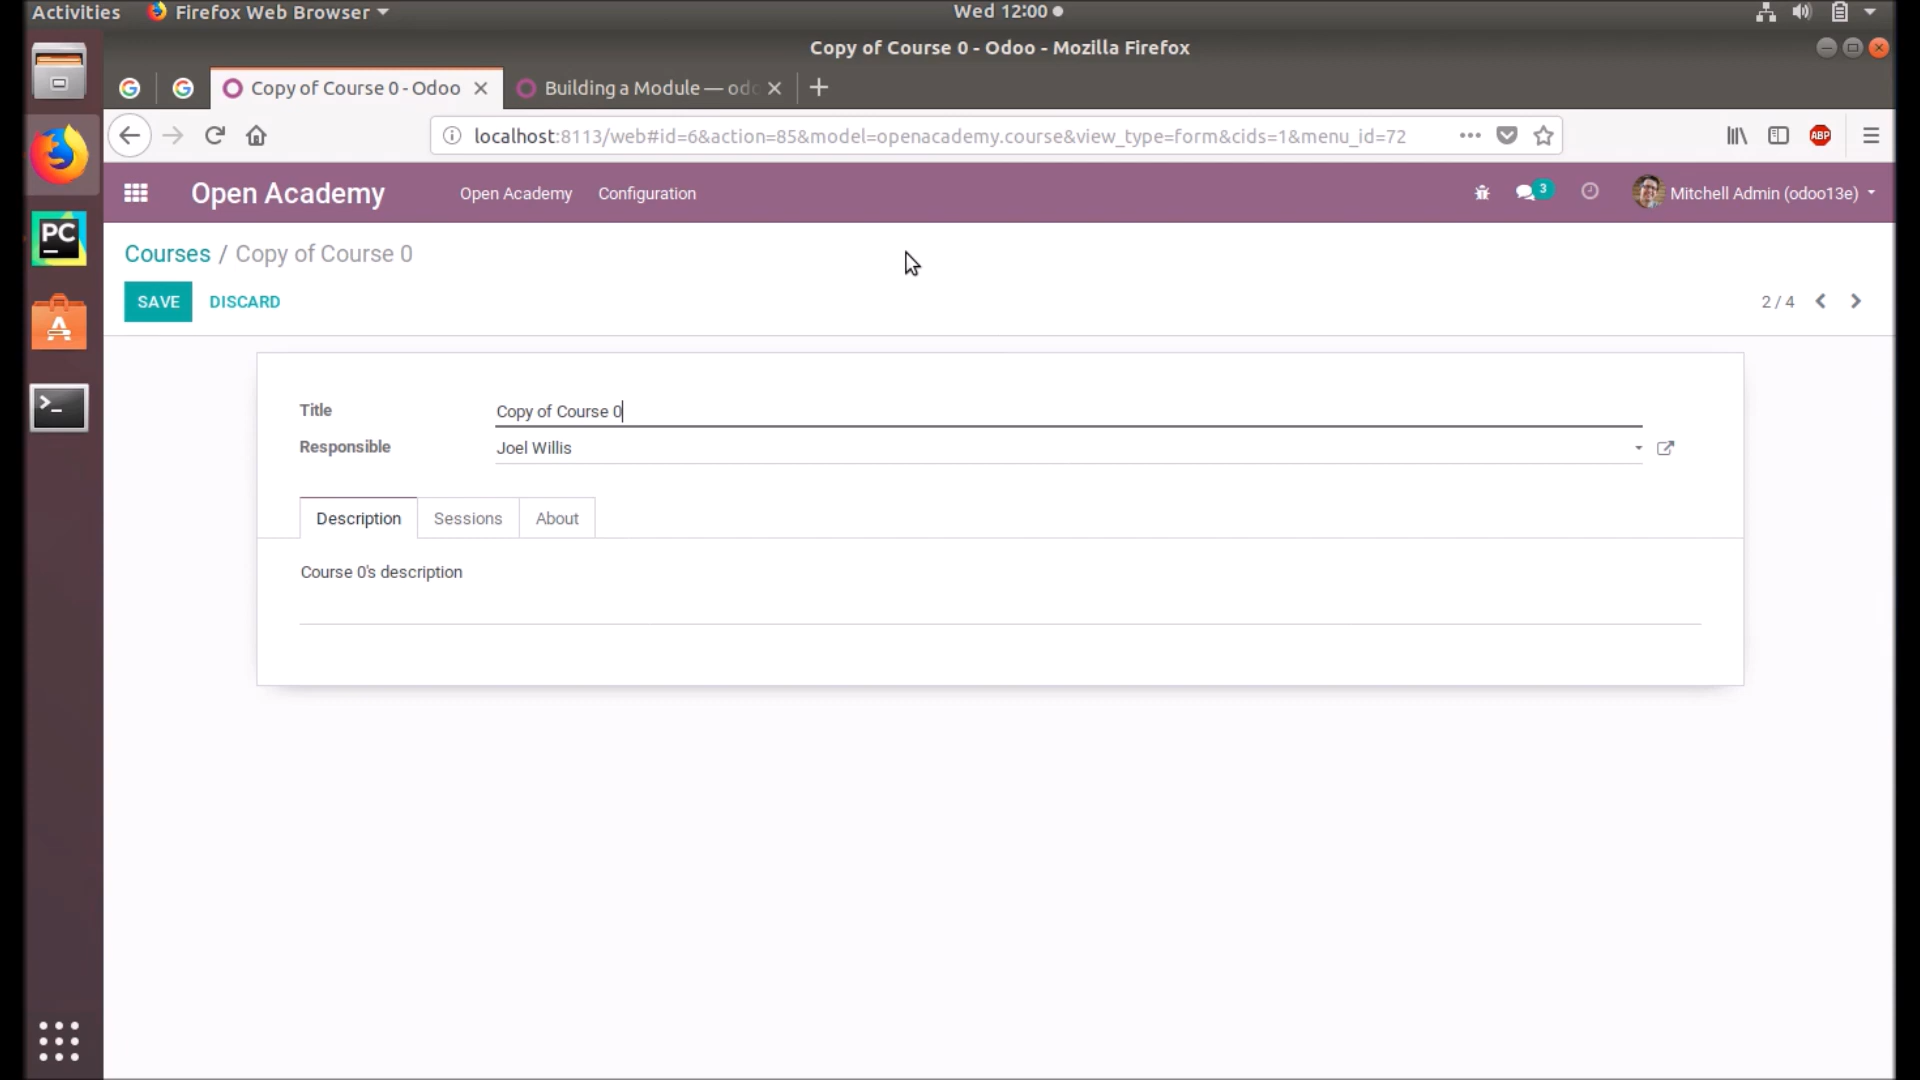 Activities Firefox Web Browser Wed 12:00
Copy of Course 0 - Odoo - Mozilla Firefox
Copy of Course 0 - Odoo Building a Module — odo
localhost:8113/web#id=6&action=85&model=openacademy.course&view_type=form&cids=1&menu_id=72 ABP
Open Academy Open Academy Configuration 3 Mitchell Admin (odoo13e)
PC
Courses / Copy of Course 0
SAVE DISCARD 2 / 4
Title Copy of Course 0
Responsible Joel Willis
Description Sessions About
Course 0's description